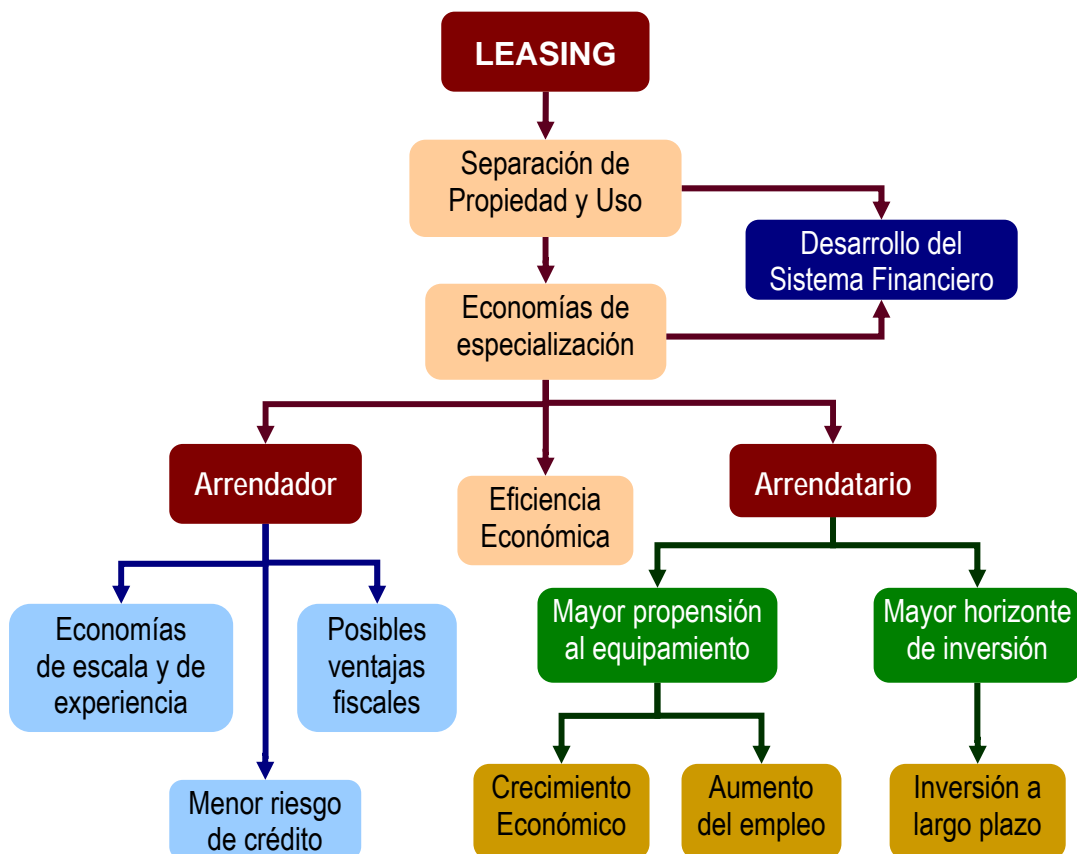 LEASING
Separación de
Propiedad y Uso
Desarrollo del
Sistema Financiero
Economías de
especialización
Arrendador
Eficiencia
Económica
Arrendatario
Economías
de escala y de
experiencia
Posibles
ventajas
fiscales
Mayor propensión
al equipamiento
Mayor horizonte
de inversión
Menor riesgo
de crédito
Crecimiento
Económico
Aumento
del empleo
Inversión a
largo plazo